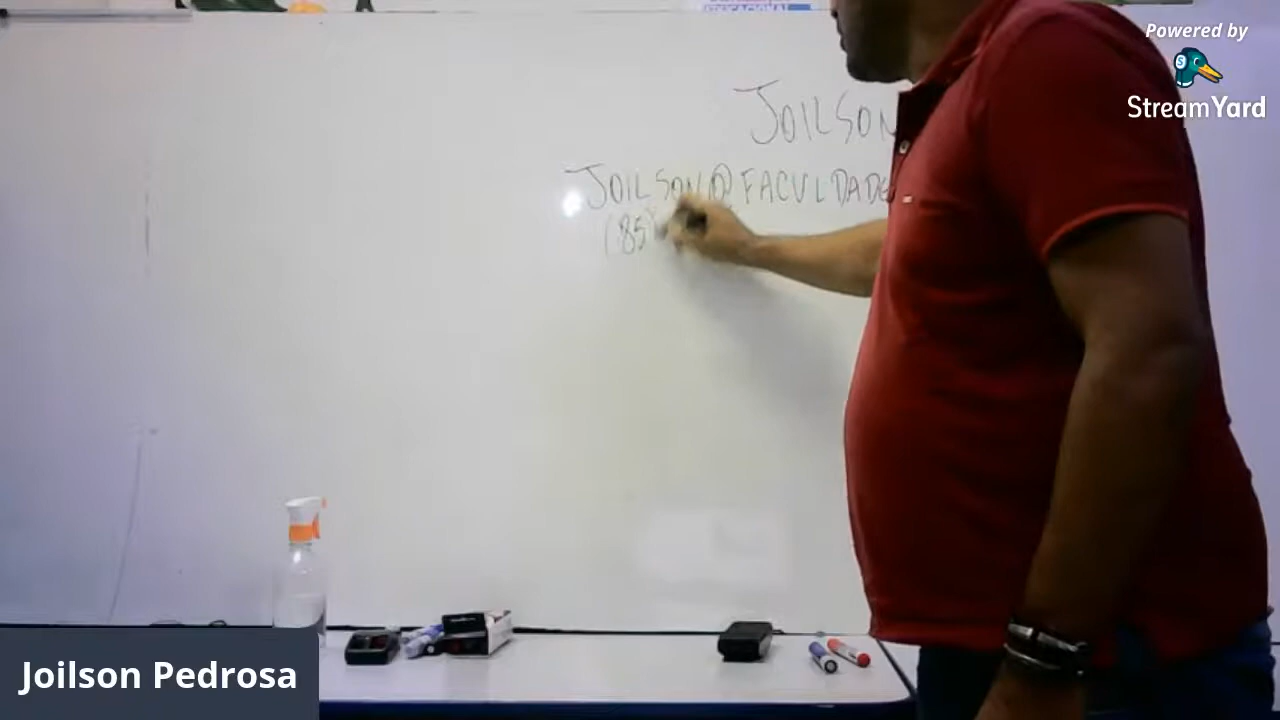 Powered by
StreamYard
JOILSON
JOILSON@FACULDADE
(85)
Joilson Pedrosa